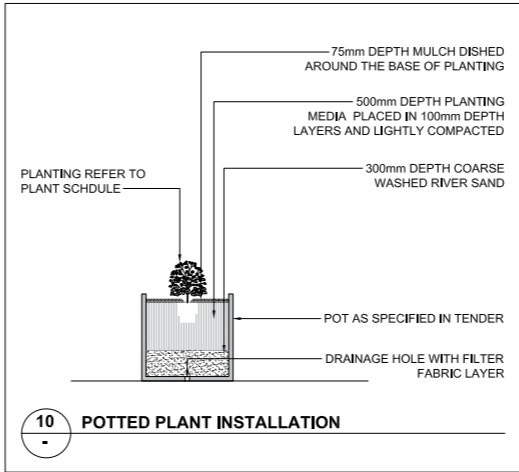 75mm DEPTH MULCH DISHED
AROUND THE BASE OF PLANTING
500mm DEPTH PLANTING
MEDIA PLACED IN 100mm DEPTH
LAYERS AND LIGHTLY COMPACTED
PLANTING REFER TO
PLANT SCHDULE
300mm DEPTH COARSE
WASHED RIVER SAND
POT AS SPECIFIED IN TENDER
DRAINAGE HOLE WITH FILTER
FABRIC LAYER
10
-
POTTED PLANT INSTALLATION